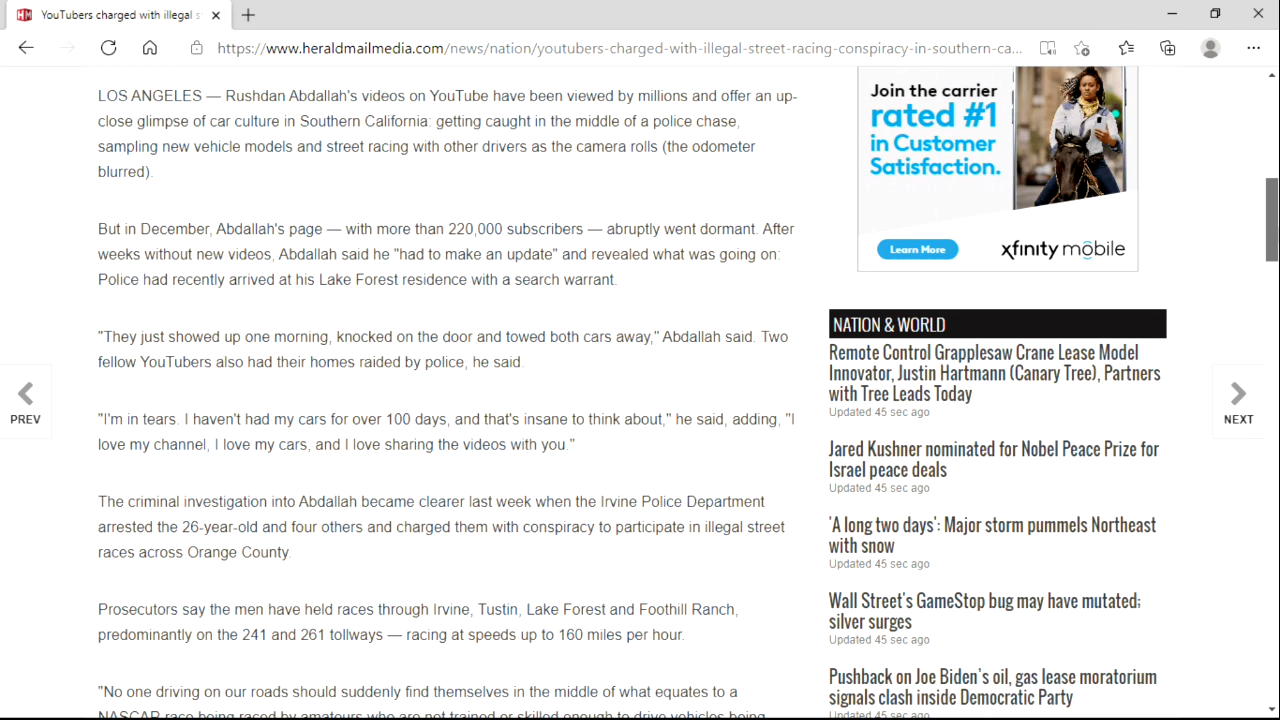 YouTubers charged with illegal s
https://www.heraldmailmedia.com/news/nation/youtubers-charged-with-illegal-street-racing-conspiracy-in-southern-ca...
LOS ANGELES — Rushdan Abdallah's videos on YouTube have been viewed by millions and offer an up-
close glimpse of car culture in Southern California: getting caught in the middle of a police chase,
sampling new vehicle models and street racing with other drivers as the camera rolls (the odometer
blurred).
But in December, Abdallah's page — with more than 220,000 subscribers — abruptly went dormant. After
weeks without new videos, Abdallah said he "had to make an update" and revealed what was going on:
Police had recently arrived at his Lake Forest residence with a search warrant.
"They just showed up one morning, knocked on the door and towed both cars away," Abdallah said. Two
fellow YouTubers also had their homes raided by police, he said.
"I'm in tears. I haven't had my cars for over 100 days, and that's insane to think about," he said, adding, "I
love my channel, I love my cars, and I love sharing the videos with you."
The criminal investigation into Abdallah became clearer last week when the Irvine Police Department
arrested the 26-year-old and four others and charged them with conspiracy to participate in illegal street
races across Orange County.
Prosecutors say the men have held races through Irvine, Tustin, Lake Forest and Foothill Ranch,
predominantly on the 241 and 261 tollways — racing at speeds up to 160 miles per hour.
"No one driving on our roads should suddenly find themselves in the middle of what equates to a
NASCAR race being raced by amateurs who are not trained or skilled enough to drive vehicles being
PREV
NEXT
Join the carrier
rated #1
in Customer
Satisfaction.
Learn More
xfinity mobile
NATION & WORLD
Remote Control Grapplesaw Crane Lease Model
Innovator, Justin Hartmann (Canary Tree), Partners
with Tree Leads Today
Updated 45 sec ago
Jared Kushner nominated for Nobel Peace Prize for
Israel peace deals
Updated 45 sec ago
'A long two days': Major storm pummels Northeast
with snow
Updated 45 sec ago
Wall Street's GameStop bug may have mutated;
silver surges
Updated 45 sec ago
Pushback on Joe Biden's oil, gas lease moratorium
signals clash inside Democratic Party
Updated 45 sec ago